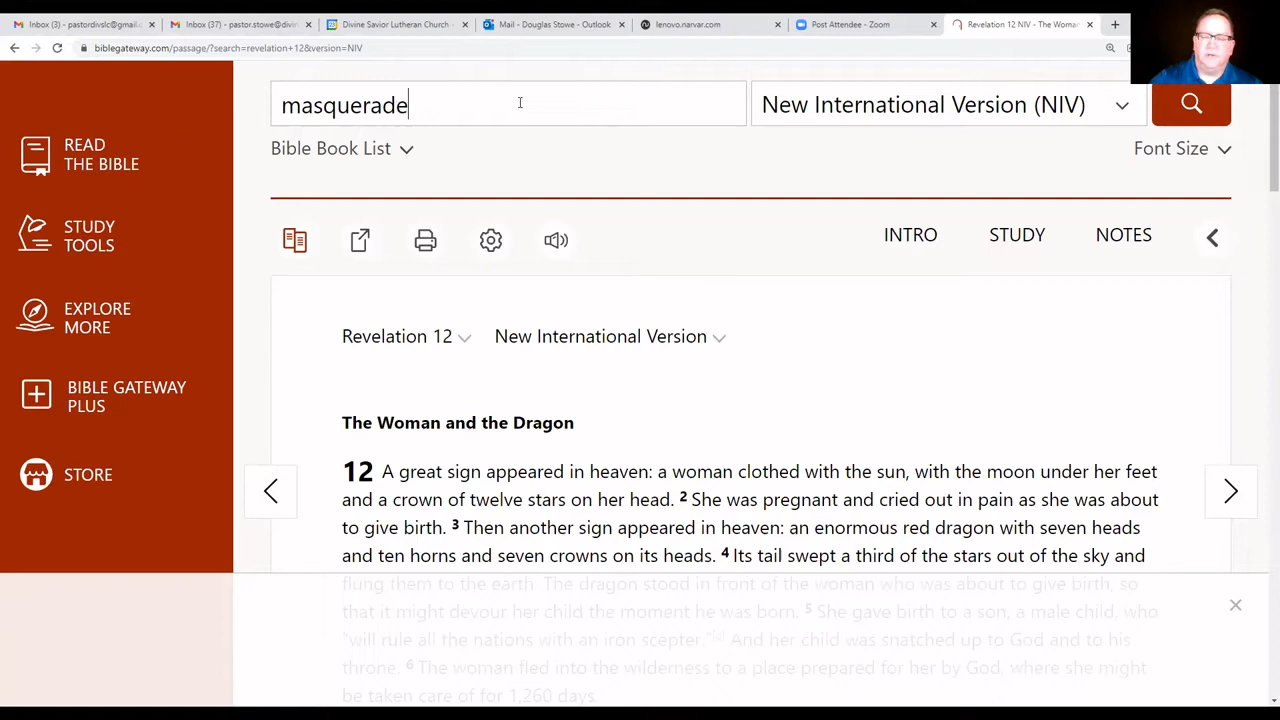 Inbox (3) - pastordivslc@gmail.
Inbox (37) - pastor.stowe@divin
Divine Savior Lutheran Church -
Mail - Douglas Stowe - Outlook
lenovo.narvar.com
Post Attendee - Zoom
Revelation 12 NIV - The Woma
biblegateway.com/passage/?search=revelation+12&version=NIV
masquerade
New International Version (NIV)
Bible Book List
Font Size
READ
THE BIBLE
STUDY
TOOLS
EXPLORE
MORE
BIBLE GATEWAY
PLUS
STORE
INTRO STUDY NOTES
Revelation 12 New International Version
The Woman and the Dragon
12 A great sign appeared in heaven: a woman clothed with the sun, with the moon under her feet
and a crown of twelve stars on her head. 2 She was pregnant and cried out in pain as she was about
to give birth. 3 Then another sign appeared in heaven: an enormous red dragon with seven heads
and ten horns and seven crowns on its heads. 4 Its tail swept a third of the stars out of the sky and
flung them to the earth. The dragon stood in front of the woman who was about to give birth, so
that it might devour her child the moment he was born. 5 She gave birth to a son, a male child, who
"will rule all the nations with an iron scepter."[a] And her child was snatched up to God and to his
throne. 6 The woman fled into the wilderness to a place prepared for her by God, where she might
be taken care of for 1,260 days.